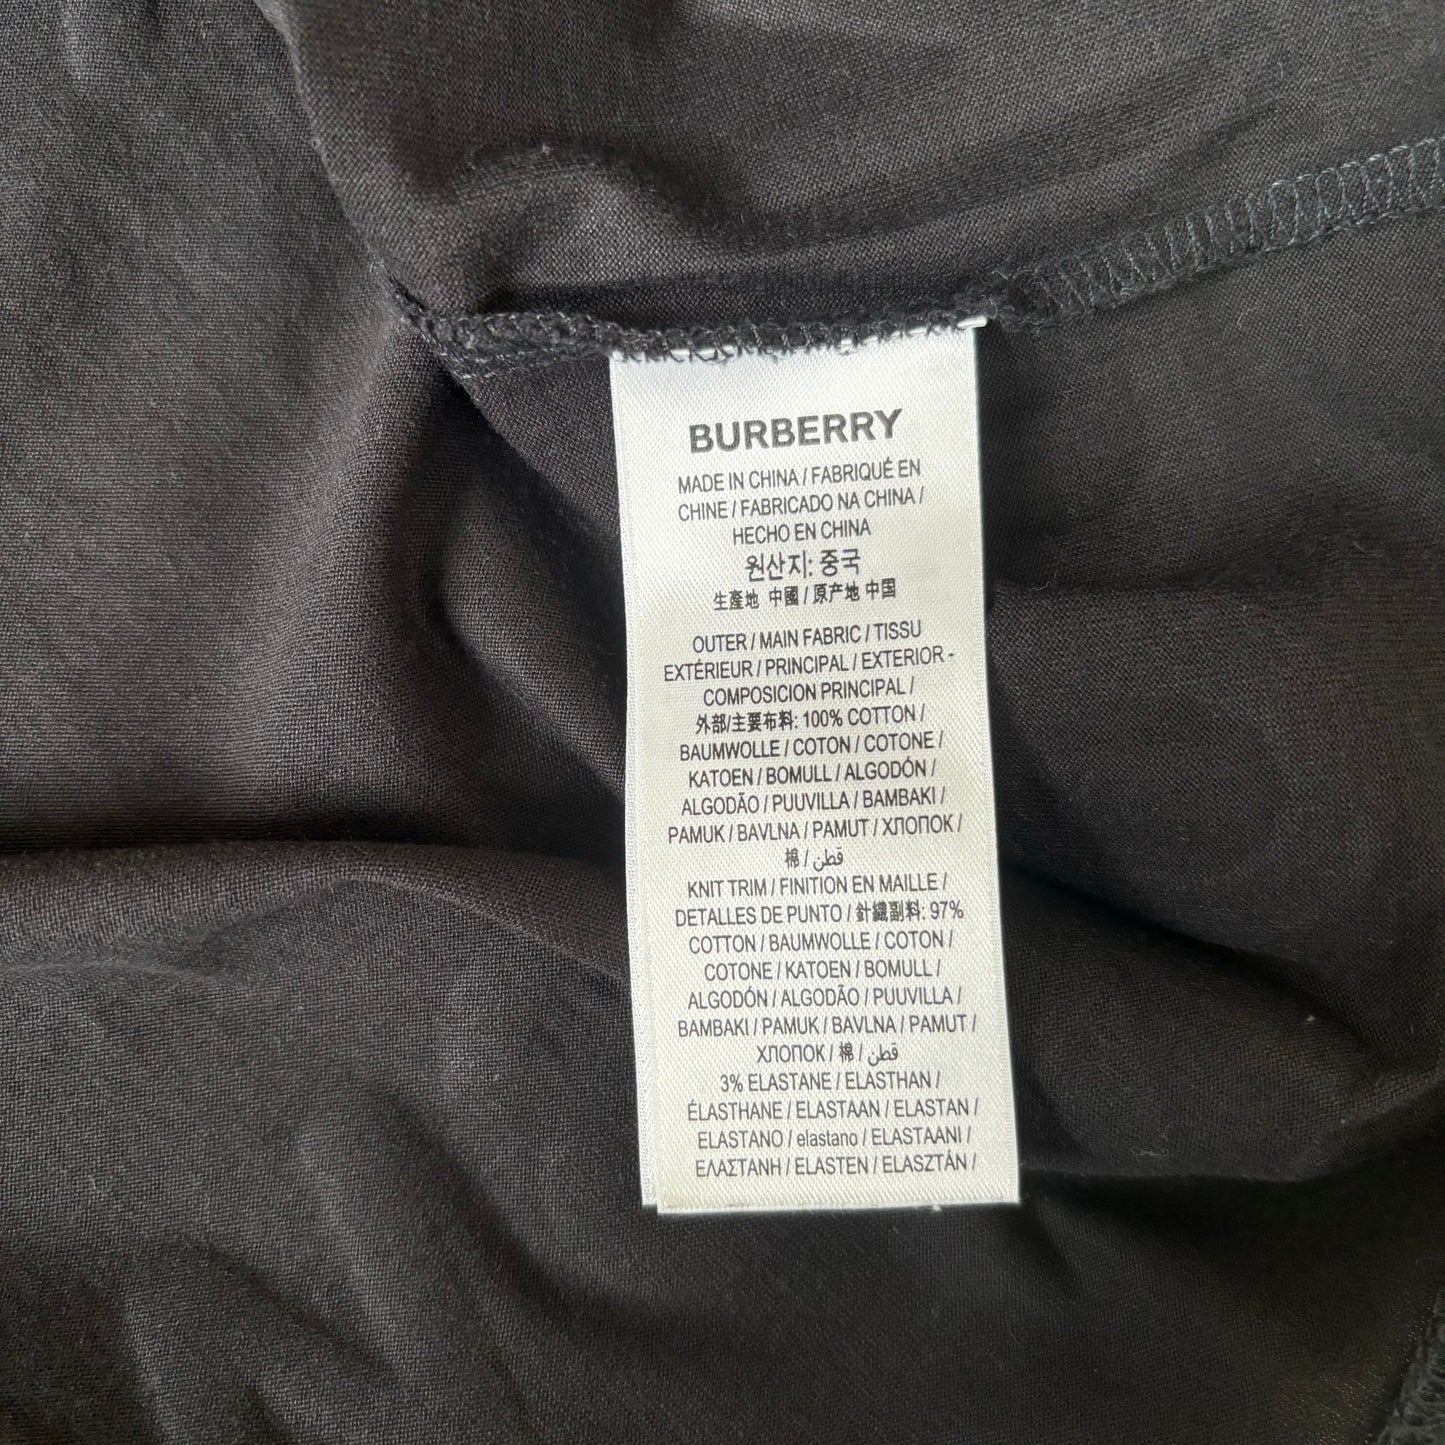 BURBERRY
MADE IN CHINA / FABRIQUÉ EN
CHINE / FABRICADO NA CHINA /
HECHO EN CHINA
원산지: 중국
生產地 中國 / 原产地 中国
OUTER / MAIN FABRIC / TISSU
EXTÉRIEUR / PRINCIPAL / EXTERIOR -
COMPOSICION PRINCIPAL /
外部/主要布料: 100% COTTON /
BAUMWOLLE / COTON / COTONE /
KATOEN / BOMULL / ALGODÓN /
ALGODÃO / PUUVILLA / BAMBAKI /
PAMUK / BAVLNA / PAMUT / ХЛОПОК /
棉 / قطن
KNIT TRIM / FINITION EN MAILLE /
DETALLES DE PUNTO / 針織副料: 97%
COTTON / BAUMWOLLE / COTON /
COTONE / KATOEN / BOMULL /
ALGODÓN / ALGODÃO / PUUVILLA /
BAMBAKI / PAMUK / BAVLNA / PAMUT /
ХЛОПОК / 棉 / قطن
3% ELASTANE / ELASTHAN /
ÉLASTHANE / ELASTAAN / ELASTAN /
ELASTANO / elastano / ELASTAANI /
ΕΛΑΣΤΑΝΗ / ELASTEN / ELASZTÁN /